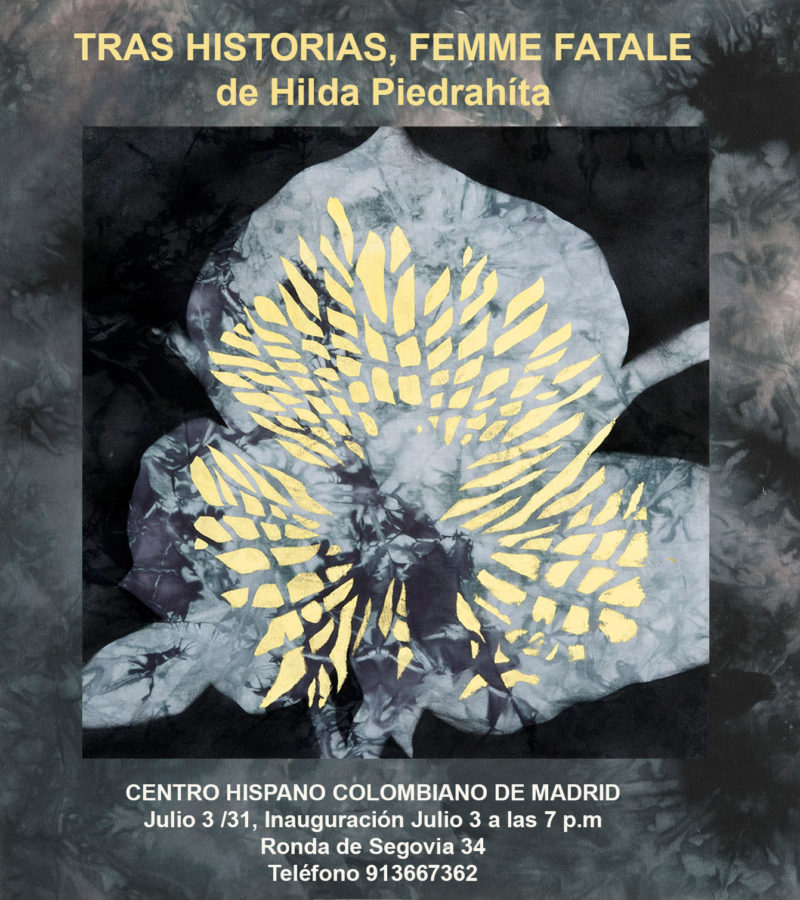 TRAS HISTORIAS, FEMME FATALE
de Hilda Piedrahíta
CENTRO HISPANO COLOMBIANO DE MADRID
Julio 3 /31, Inauguración Julio 3 a las 7 p.m
Ronda de Segovia 34
Teléfono 913667362